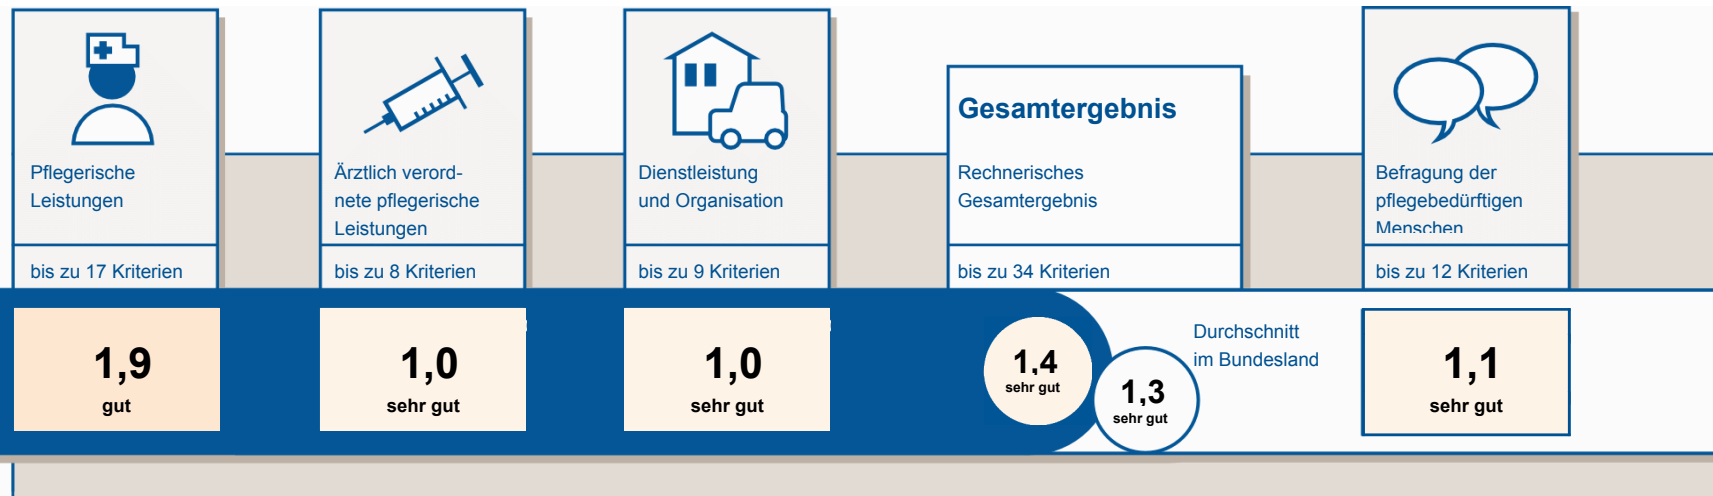 Pflegerische
Leistungen
bis zu 17 Kriterien
1,9
gut
Ärztlich verord-
nete pflegerische
Leistungen
bis zu 8 Kriterien
1,0
sehr gut
Dienstleistung
und Organisation
bis zu 9 Kriterien
1,0
sehr gut
Gesamtergebnis
Rechnerisches
Gesamtergebnis
bis zu 34 Kriterien
1,4
sehr gut
1,3
sehr gut
Durchschnitt
im Bundesland
Befragung der
pflegebedürftigen
Menschen
bis zu 12 Kriterien
1,1
sehr gut